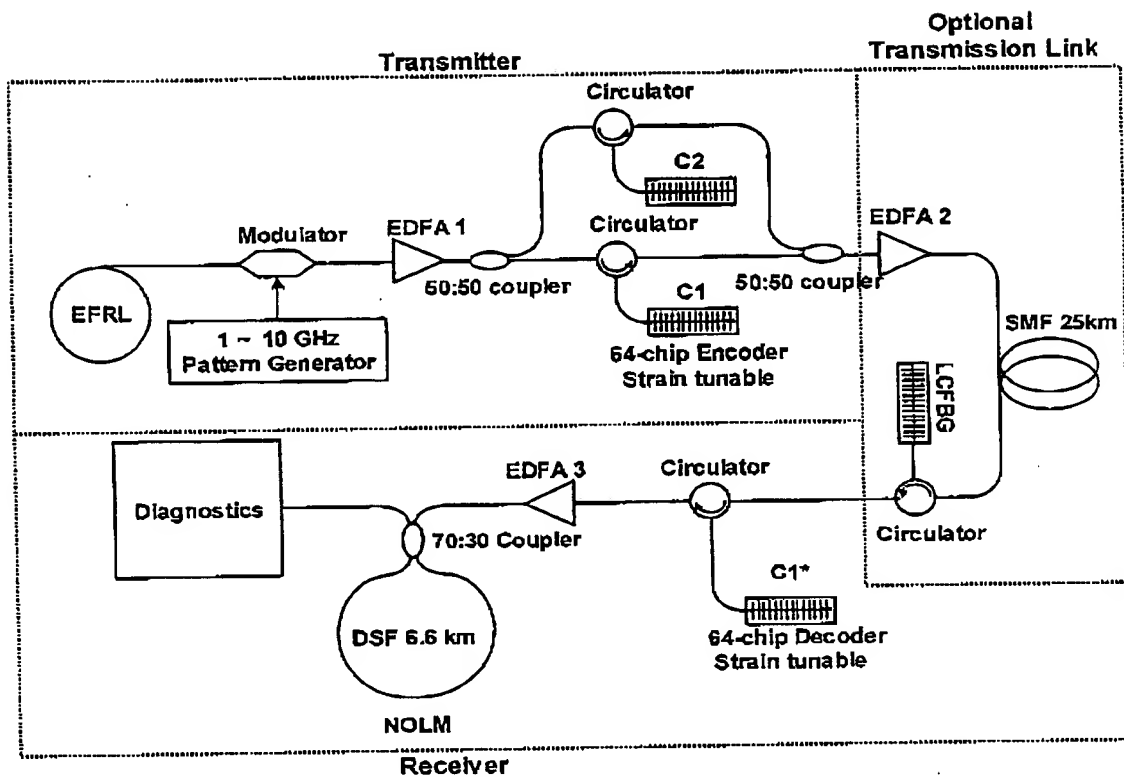 Optional
Transmission Link
Transmitter
Circulator
C2
EDFA 1
Modulator
Circulator
EDFA 2
50:50 coupler
50:50 coupler
C1
EFRL
1 ~ 10 GHz
Pattern Generator
64-chip Encoder
Strain tunable
SMF 25km
LCFBG
Circulator
EDFA 3
Diagnostics
70:30 Coupler
Circulator
C1*
DSF 6.6 km
64-chip Decoder
Strain tunable
NOLM
Receiver